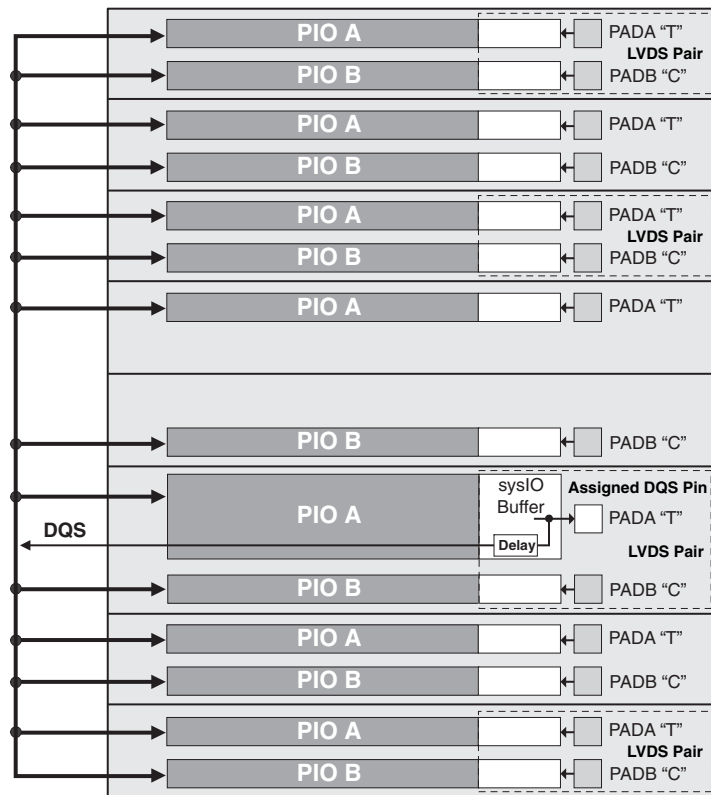 PIO A PADA “T”
LVDS Pair
PIO B PADB “C”
PIO A PADA “T”
PIO B PADB “C”
PIO A PADA “T”
LVDS Pair
PIO B PADB “C”
PIO A PADA “T”
PIO B PADB “C”
sysIO Assigned DQS Pin
Buffer
PIO A PADA “T”
DQS
Delay LVDS Pair
PIO B PADB “C”
PIO A PADA “T”
PIO B PADB “C”
PIO A PADA “T”
LVDS Pair
PIO B PADB “C”